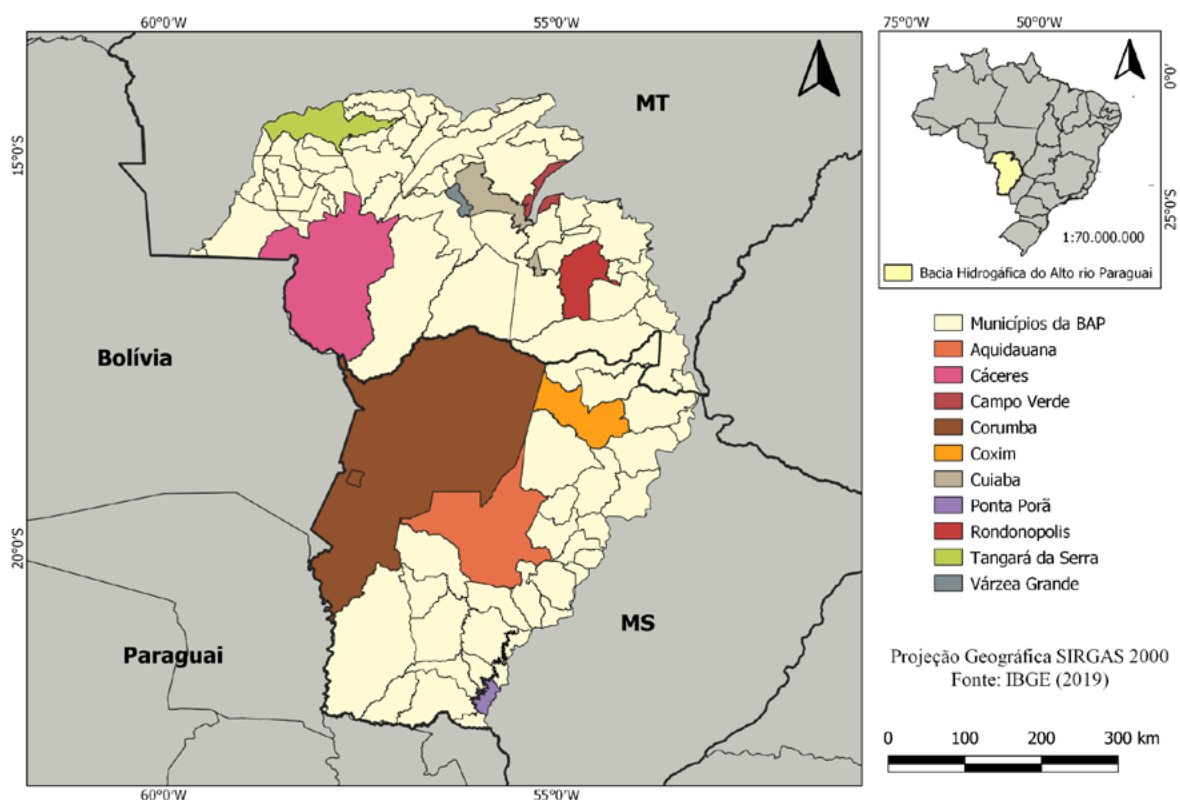 60°0'W
55°0'W
15°0'S
20°0'S
MT
Bolívia
MS
Paraguai
60°0'W
55°0'W
75°0'W
50°0'W
0°0'
25°0'S
1:70.000.000
Bacia Hidrogáfica do Alto rio Paraguai
Municípios da BAP
Aquidauana
Cáceres
Campo Verde
Corumba
Coxim
Cuiaba
Ponta Porã
Rondonopolis
Tangará da Serra
Várzea Grande
Projeção Geográfica SIRGAS 2000
Fonte: IBGE (2019)
0 100 200 300 km